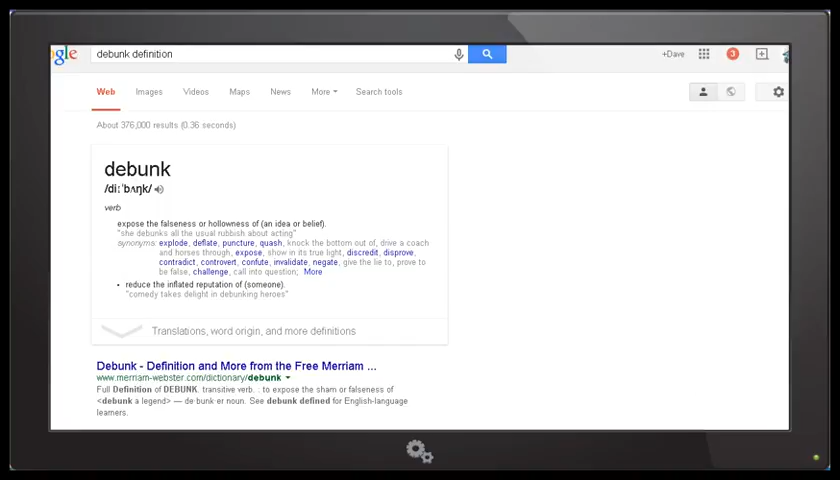 ogle debunk definition +Dave 3
Web Images Videos Maps News More Search tools
About 376,000 results (0.36 seconds)
debunk
/diːˈbʌŋk/
verb
expose the falseness or hollowness of (an idea or belief).
"she debunks all the usual rubbish about acting"
synonyms: explode, deflate, puncture, quash, knock the bottom out of, drive a coach
and horses through, expose, show in its true light, discredit, disprove,
contradict, controvert, confute, invalidate, negate, give the lie to, prove to
be false, challenge, call into question; More
• reduce the inflated reputation of (someone).
"comedy takes delight in debunking heroes"
Translations, word origin, and more definitions
Debunk - Definition and More from the Free Merriam ...
www.merriam-webster.com/dictionary/debunk
Full Definition of DEBUNK. transitive verb. : to expose the sham or falseness of
<debunk a legend> — de·bunk·er noun. See debunk defined for English-language
learners.